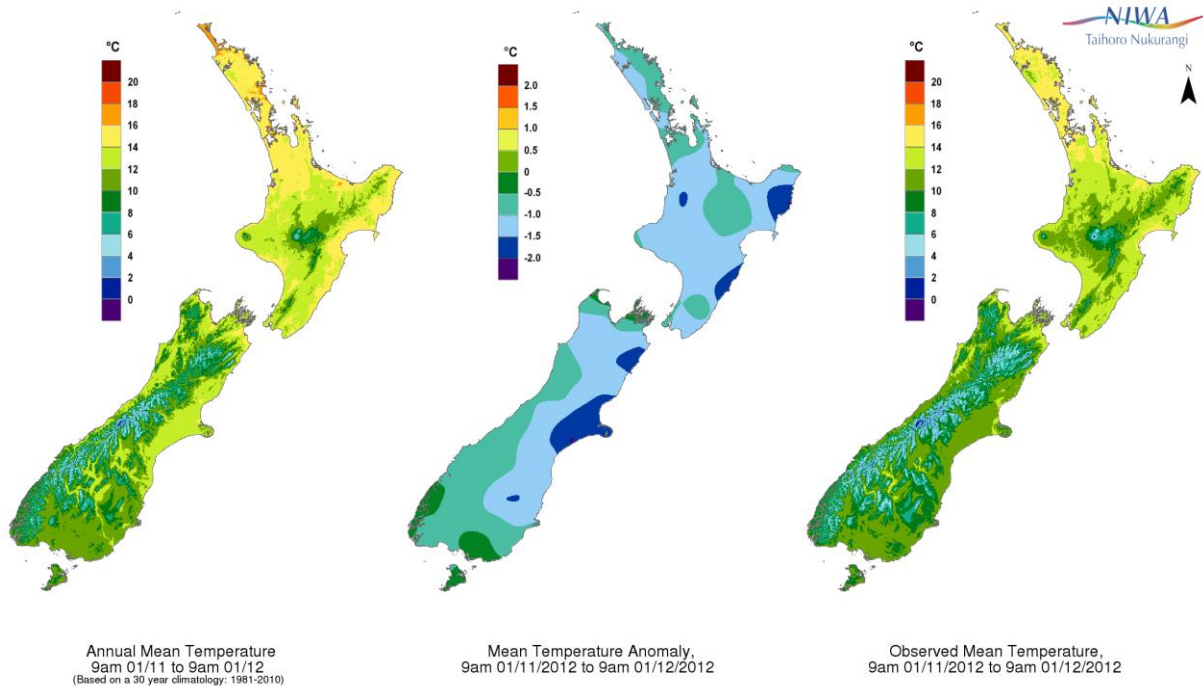 NIWA
Taihoro Nukurangi
N
°C
20
18
16
14
12
10
8
6
4
2
0
°C
2.0
1.5
1.0
0.5
0
-0.5
-1.0
-1.5
-2.0
°C
20
18
16
14
12
10
8
6
4
2
0
Annual Mean Temperature
9am 01/11 to 9am 01/12
(Based on a 30 year climatology: 1981-2010)
Mean Temperature Anomaly,
9am 01/11/2012 to 9am 01/12/2012
Observed Mean Temperature,
9am 01/11/2012 to 9am 01/12/2012